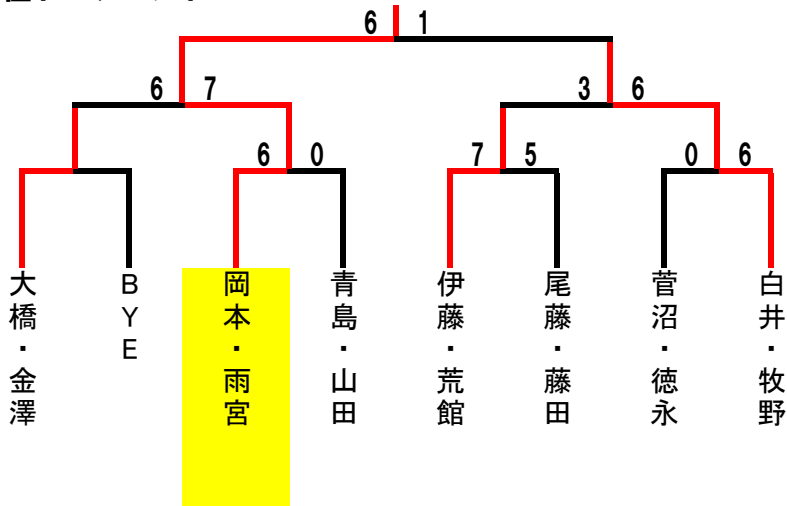 6 1
6 7
3 6
6 0
7 5
0 6
大橋・金澤
BYE
岡本・雨宮
青島・山田
伊藤・荒館
尾藤・藤田
菅沼・徳永
白井・牧野